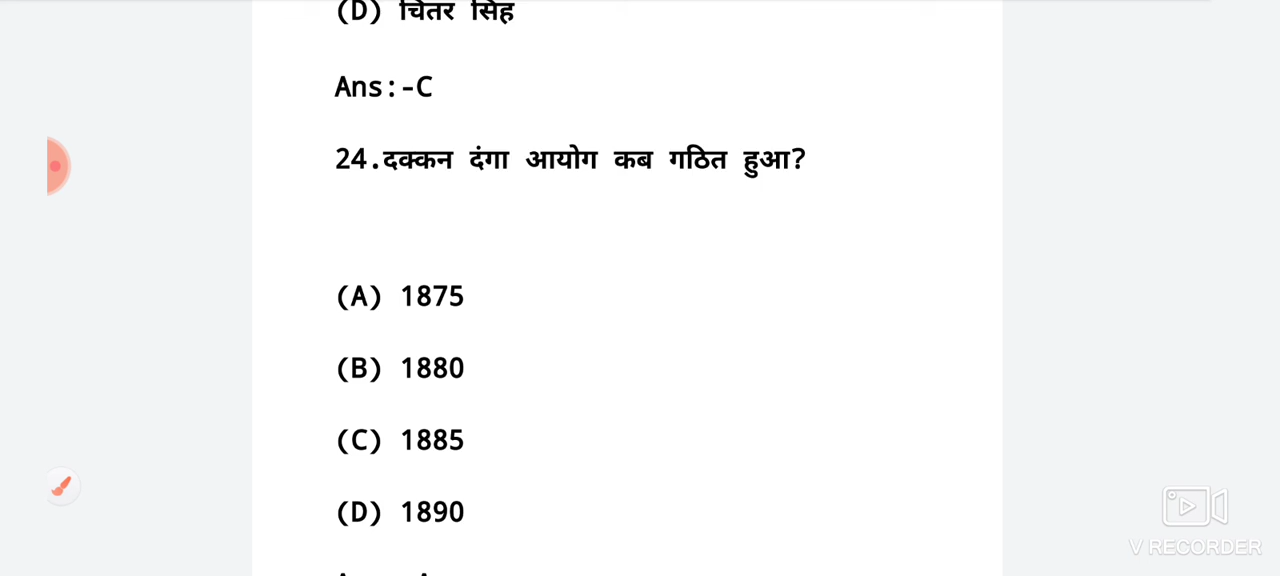 (D) चितर सिंह
Ans:-C
24.दक्कन दंगा आयोग कब गठित हुआ?
(A) 1875
(B) 1880
(C) 1885
(D) 1890
V RECORDER